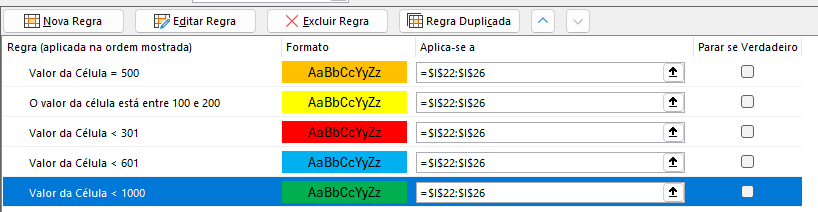 Nova Regra Editar Regra Excluir Regra Regra Duplicada
Regra (aplicada na ordem mostrada) Formato Aplica-se a Parar se Verdadeiro
Valor da Célula = 500 AaBbCcYyZz =$I$22:$I$26
O valor da célula está entre 100 e 200 AaBbCcYyZz =$I$22:$I$26
Valor da Célula < 301 AaBbCcYyZz =$I$22:$I$26
Valor da Célula < 601 AaBbCcYyZz =$I$22:$I$26
Valor da Célula < 1000 AaBbCcYyZz =$I$22:$I$26